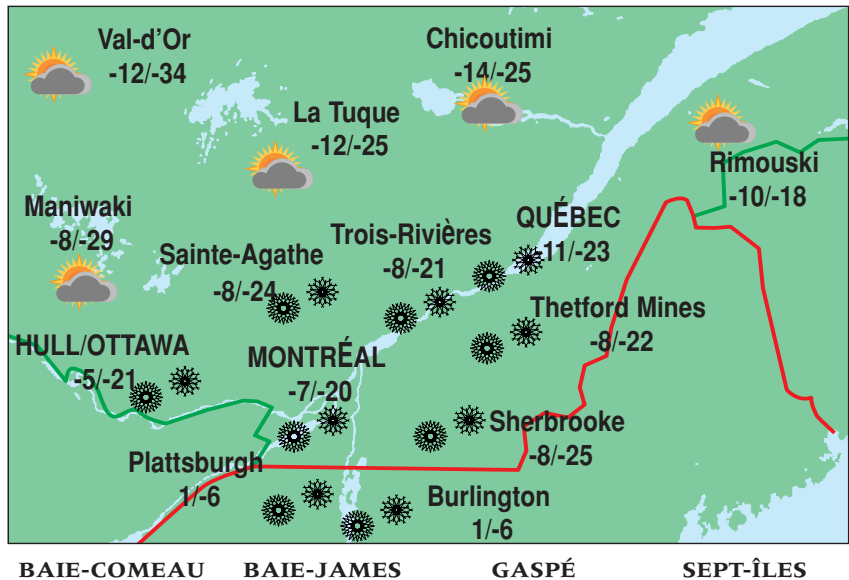 Val-d'Or
-12/-34
Chicoutimi
-14/-25
La Tuque
-12/-25
Rimouski
-10/-18
Maniwaki
-8/-29
Sainte-Agathe
-8/-24
Trois-Rivières
-8/-21
QUÉBEC
-11/-23
Thetford Mines
-8/-22
HULL/OTTAWA
-5/-21
MONTRÉAL
-7/-20
Sherbrooke
-8/-25
Plattsburgh
1/-6
Burlington
1/-6
BAIE-COMEAU BAIE-JAMES GASPÉ SEPT-ÎLES